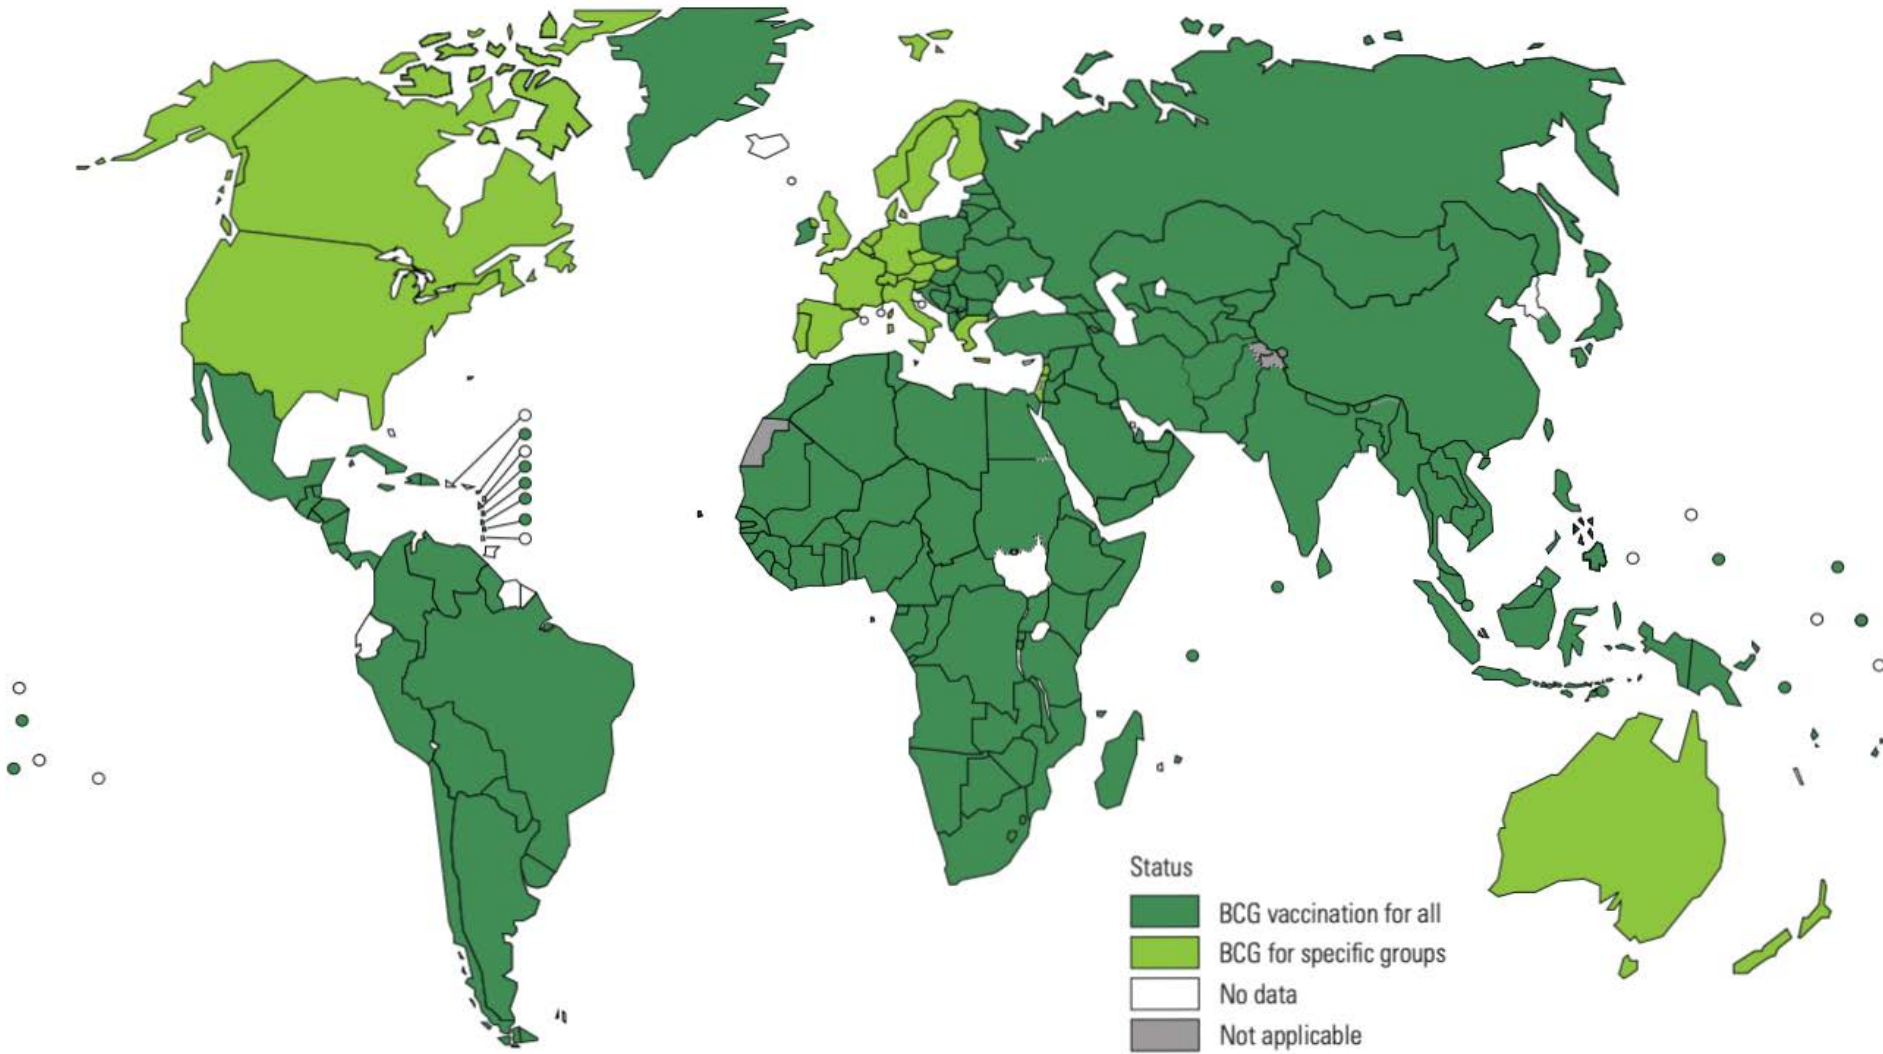 Status
BCG vaccination for all
BCG for specific groups
No data
Not applicable